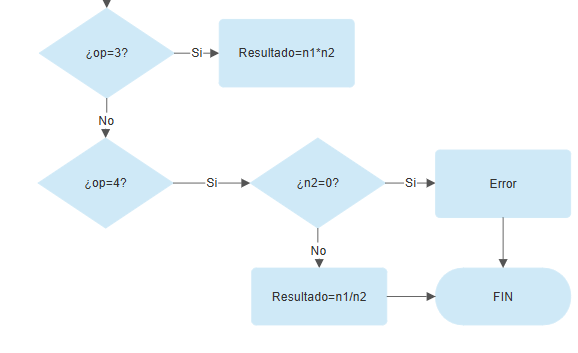 ¿op=3?
Si
Resultado=n1*n2
No
¿op=4?
Si
¿n2=0?
Si
Error
No
Resultado=n1/n2
FIN